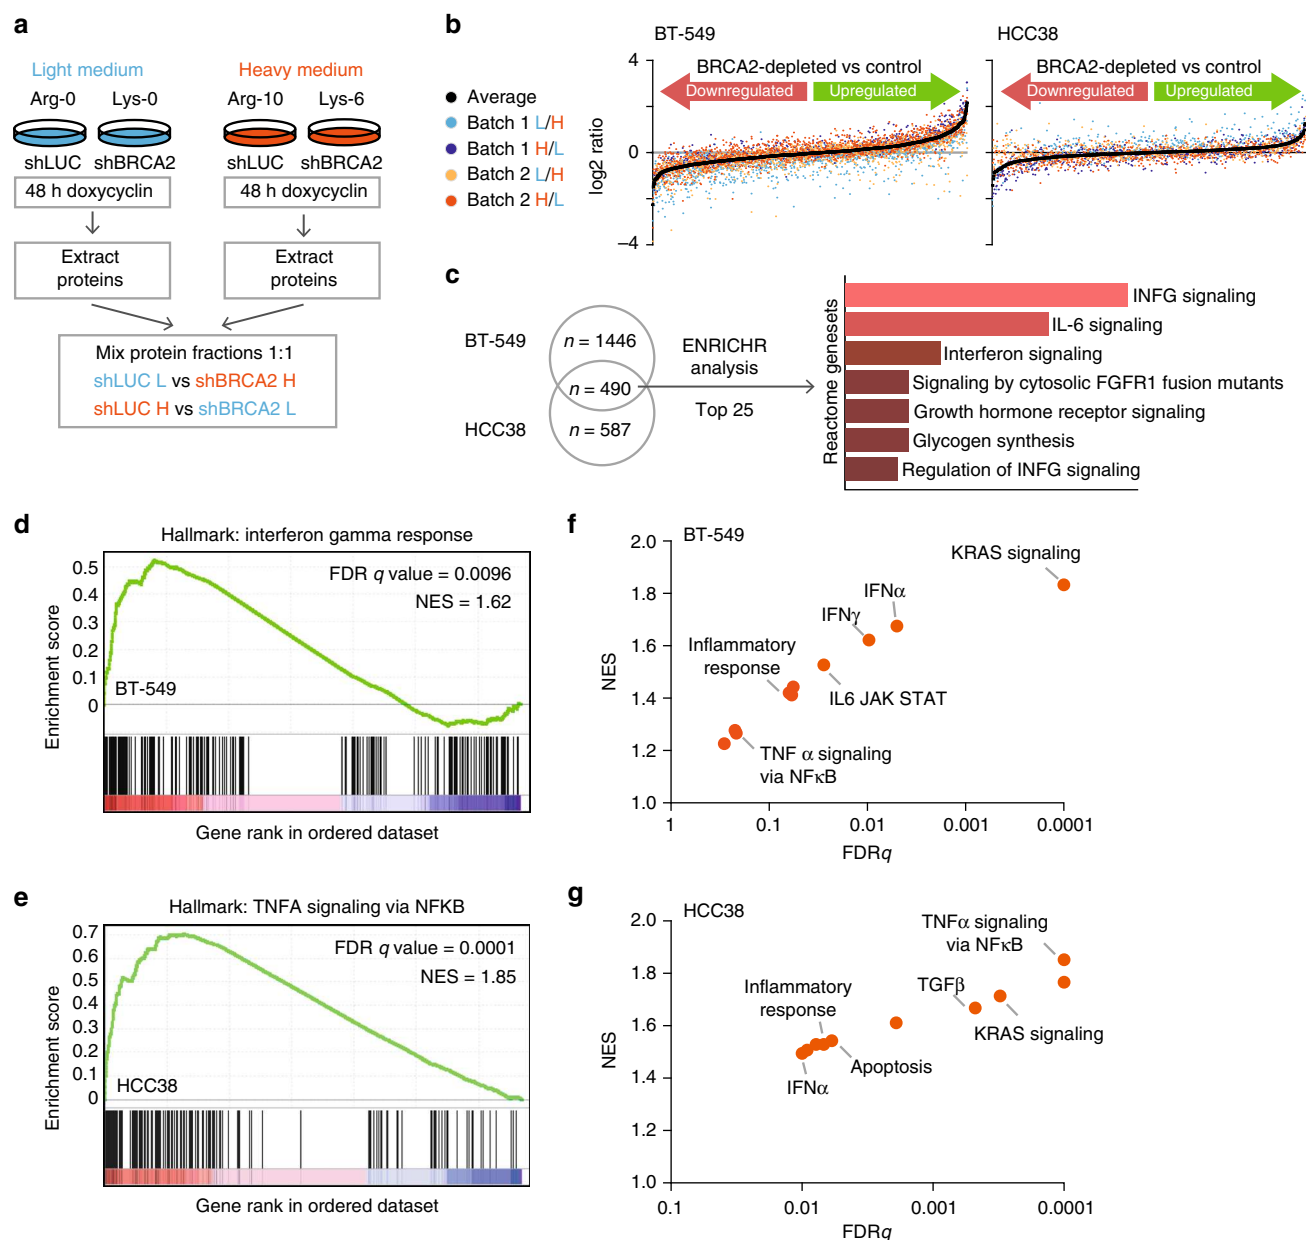 a
Light medium
Heavy medium
Arg-0
Lys-0
Arg-10
Lys-6
shLUC
shBRCA2
shLUC
shBRCA2
48 h doxycyclin
48 h doxycyclin
Extract
proteins
Extract
proteins
Mix protein fractions 1:1
shLUC L vs shBRCA2 H
shLUC H vs shBRCA2 L
b
Average
Batch 1 L/H
Batch 1 H/L
Batch 2 L/H
Batch 2 H/L
BT-549
BRCA2-depleted vs control
Downregulated
Upregulated
log2 ratio
4
0
−4
HCC38
BRCA2-depleted vs control
Downregulated
Upregulated
c
BT-549
HCC38
n = 1446
n = 490
n = 587
ENRICHR
analysis
Top 25
Reactome genesets
INFG signaling
IL-6 signaling
Interferon signaling
Signaling by cytosolic FGFR1 fusion mutants
Growth hormone receptor signaling
Glycogen synthesis
Regulation of INFG signaling
d
Hallmark: interferon gamma response
FDR q value = 0.0096
NES = 1.62
Enrichment score
0.5
0.4
0.3
0.2
0.1
0
BT-549
Gene rank in ordered dataset
e
Hallmark: TNFA signaling via NFKB
FDR q value = 0.0001
NES = 1.85
Enrichment score
0.7
0.6
0.5
0.4
0.3
0.2
0.1
0
HCC38
Gene rank in ordered dataset
f
BT-549
NES
2.0
1.8
1.6
1.4
1.2
1.0
KRAS signaling
IFNα
IFNγ
Inflammatory
response
IL6 JAK STAT
TNF α signaling
via NFκB
1
0.1
0.01
0.001
0.0001
FDRq
g
HCC38
NES
2.0
1.8
1.6
1.4
1.2
1.0
TNFα signaling
via NFκB
TGFβ
KRAS signaling
Inflammatory
response
Apoptosis
IFNα
0.1
0.01
0.001
0.0001
FDRq